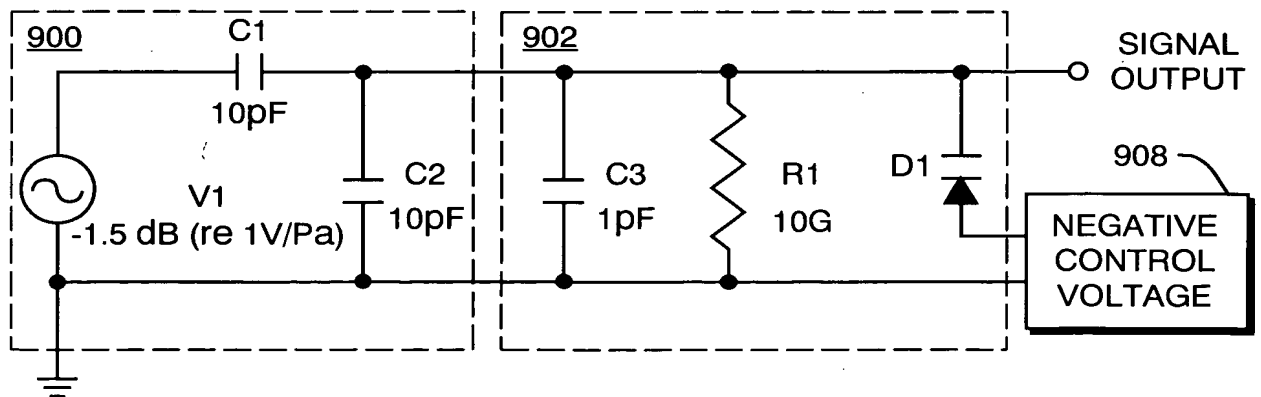 900
C1
10pF
V1
-1.5 dB (re 1V/Pa)
C2
10pF
902
C3
1pF
R1
10G
D1
SIGNAL
OUTPUT
908
NEGATIVE
CONTROL
VOLTAGE